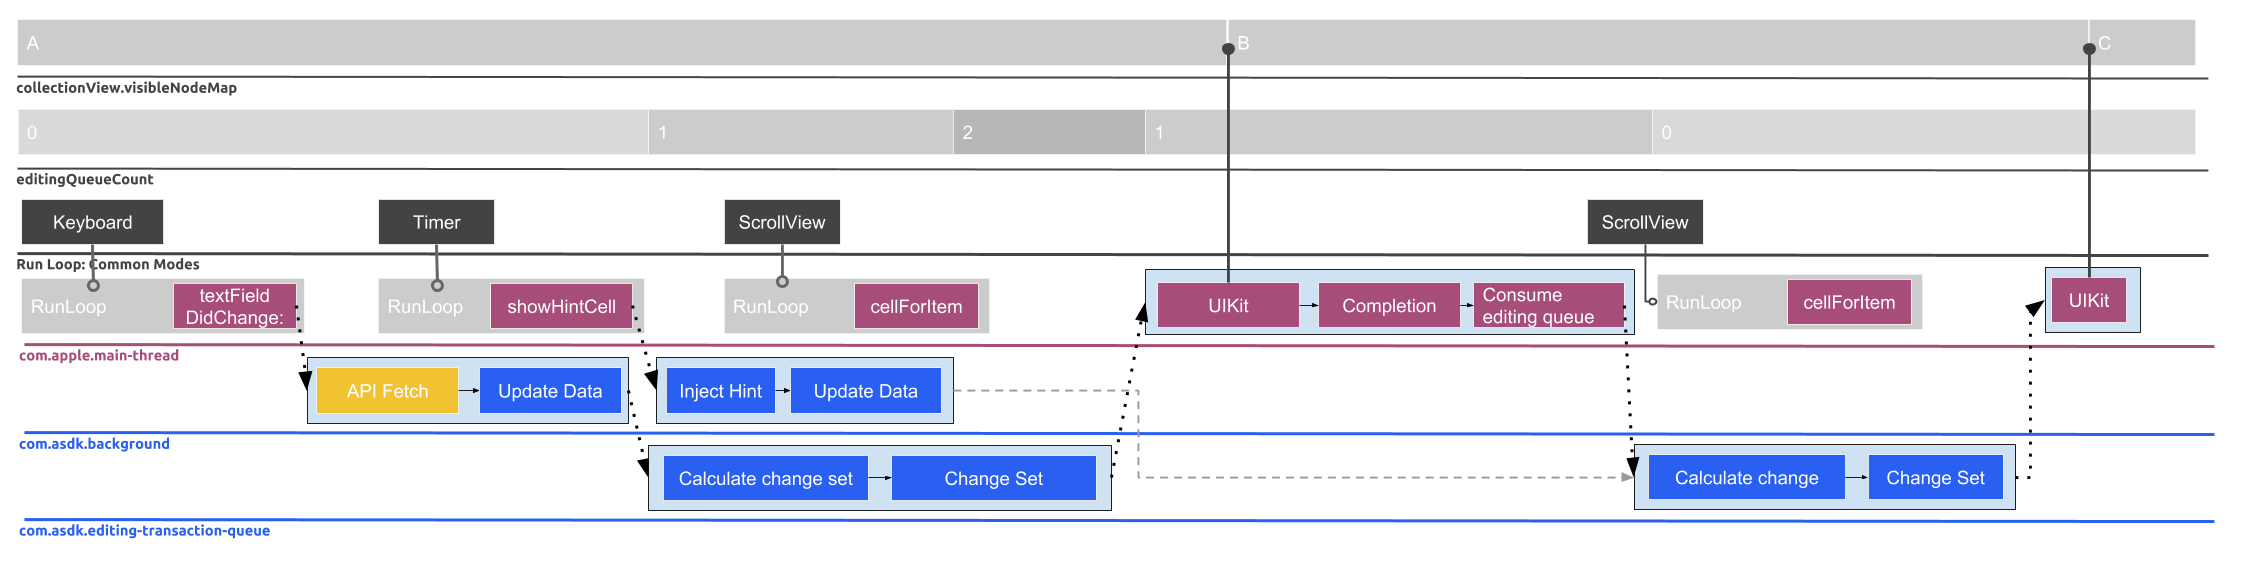 A
B
C
collectionView.visibleNodeMap
0
1
2
1
0
editingQueueCount
Keyboard
Timer
ScrollView
ScrollView
Run Loop: Common Modes
RunLoop
textField
DidChange:
RunLoop
showHintCell
RunLoop
cellForItem
UIKit
Completion
Consume
editing queue
RunLoop
cellForItem
UIKit
com.apple.main-thread
API Fetch
Update Data
Inject Hint
Update Data
com.asdk.background
Calculate change set
Change Set
Calculate change
Change Set
com.asdk.editing-transaction-queue